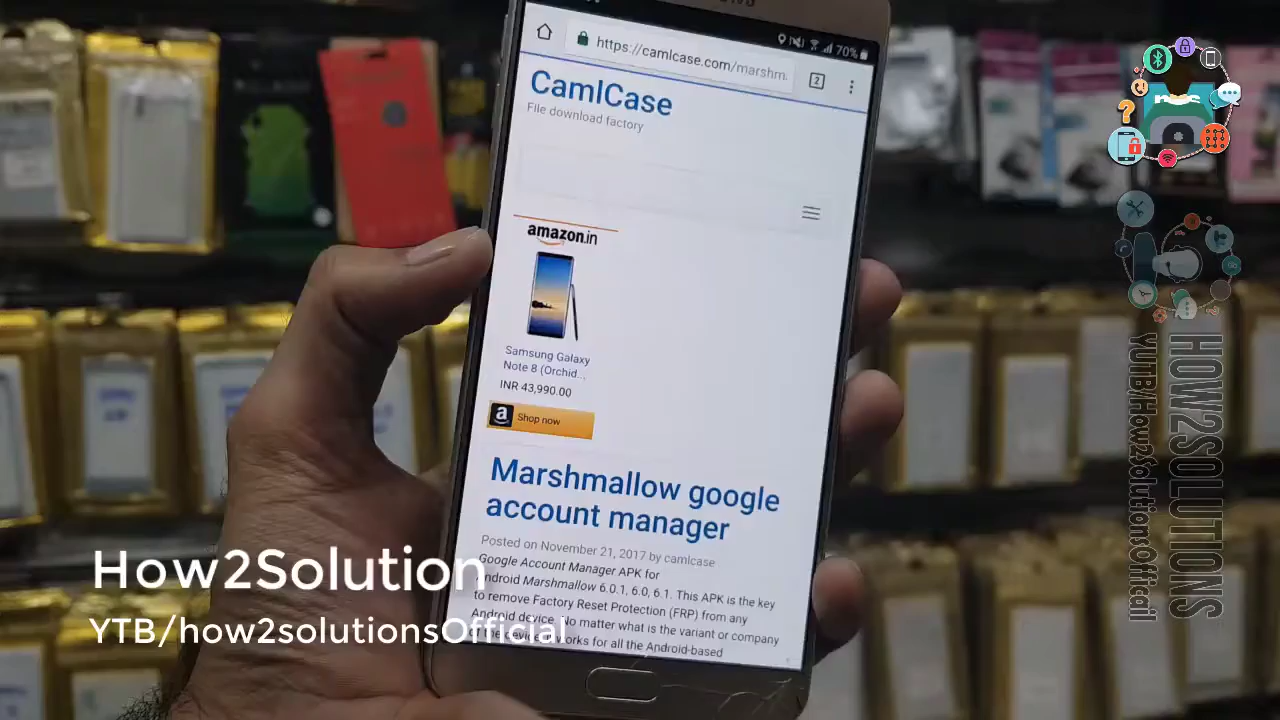 70%
https://camlcase.com/marshm.
2
CamlCase
File download factory
amazon.in
Samsung Galaxy
Note 8 (Orchid...
INR 43,990.00
a Shop now
Marshmallow google
account manager
Posted on November 21, 2017 by camlcase
Google Account Manager APK for
Android Marshmallow 6.0.1, 6.0, 6.1. This APK is the key
to remove Factory Reset Protection (FRP) from any
Android device. No matter what is the variant or company
works for all the Android-based
How2Solution
YTB/how2solutionsOfficial
HOW2SOLUTIONS
YUTB/How2SolutionsOfficail